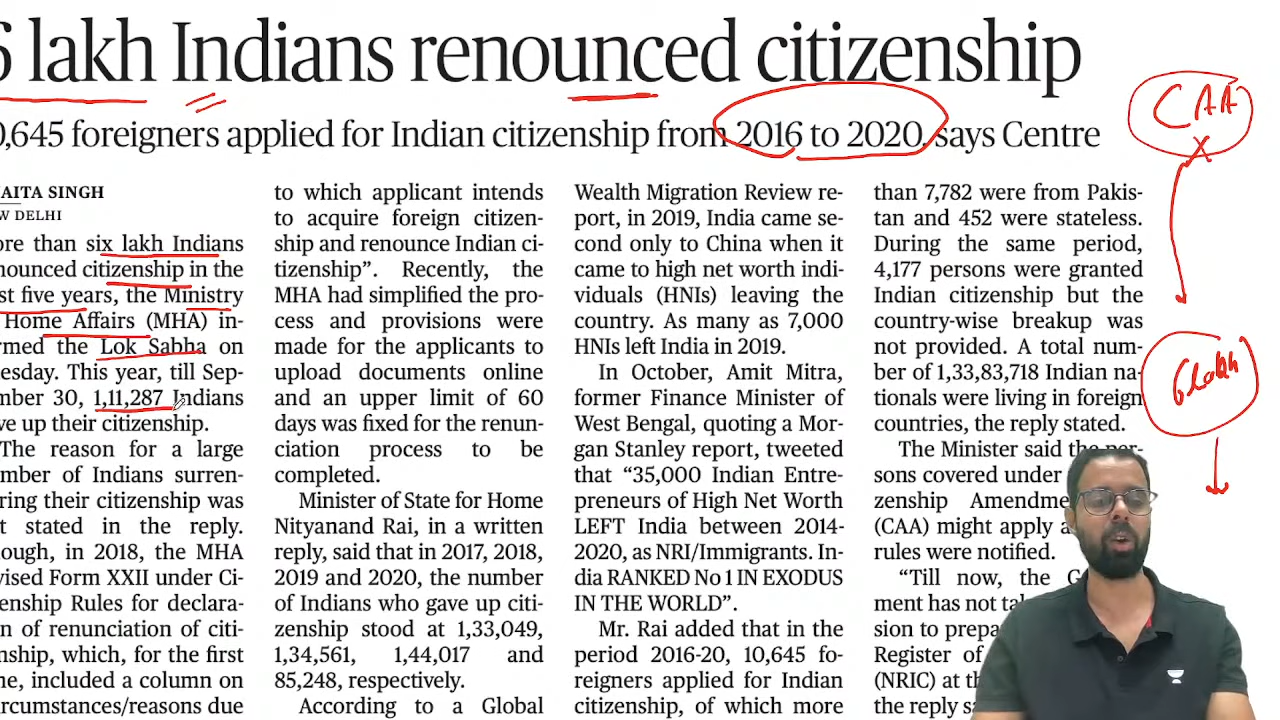 6 lakh Indians renounced citizenship
0,645 foreigners applied for Indian citizenship from 2016 to 2020, says Centre
AITA SINGH
W DELHI
ore than six lakh Indians
nounced citizenship in the
st five years, the Ministry
Home Affairs (MHA) in-
rmed the Lok Sabha on
esday. This year, till Sep-
mber 30, 1,11,287 Indians
ve up their citizenship.
The reason for a large
mber of Indians surren-
ring their citizenship was
t stated in the reply.
ough, in 2018, the MHA
vised Form XXII under Ci-
enship Rules for declara-
n of renunciation of citi-
nship, which, for the first
e, included a column on
rcumstances/reasons due
to which applicant intends
to acquire foreign citizen-
ship and renounce Indian ci-
tizenship”. Recently, the
MHA had simplified the pro-
cess and provisions were
made for the applicants to
upload documents online
and an upper limit of 60
days was fixed for the renun-
ciation process to be
completed.
Minister of State for Home
Nityanand Rai, in a written
reply, said that in 2017, 2018,
2019 and 2020, the number
of Indians who gave up citi-
zenship stood at 1,33,049,
1,34,561, 1,44,017 and
85,248, respectively.
According to a Global
Wealth Migration Review re-
port, in 2019, India came se-
cond only to China when it
came to high net worth indi-
viduals (HNIs) leaving the
country. As many as 7,000
HNIs left India in 2019.
In October, Amit Mitra,
former Finance Minister of
West Bengal, quoting a Mor-
gan Stanley report, tweeted
that “35,000 Indian Entre-
preneurs of High Net Worth
LEFT India between 2014-
2020, as NRI/Immigrants. In-
dia RANKED No 1 IN EXODUS
IN THE WORLD”.
Mr. Rai added that in the
period 2016-20, 10,645 fo-
reigners applied for Indian
citizenship, of which more
than 7,782 were from Pakis-
tan and 452 were stateless.
During the same period,
4,177 persons were granted
Indian citizenship but the
country-wise breakup was
not provided. A total num-
ber of 1,33,83,718 Indian na-
tionals were living in foreign
countries, the reply stated.
The Minister said the per-
sons covered under
zenship Amendme
(CAA) might apply a
rules were notified.
“Till now, the G
ment has not tak
sion to prepa
Register of
(NRIC) at th
the reply sa
CAA
6 lakh